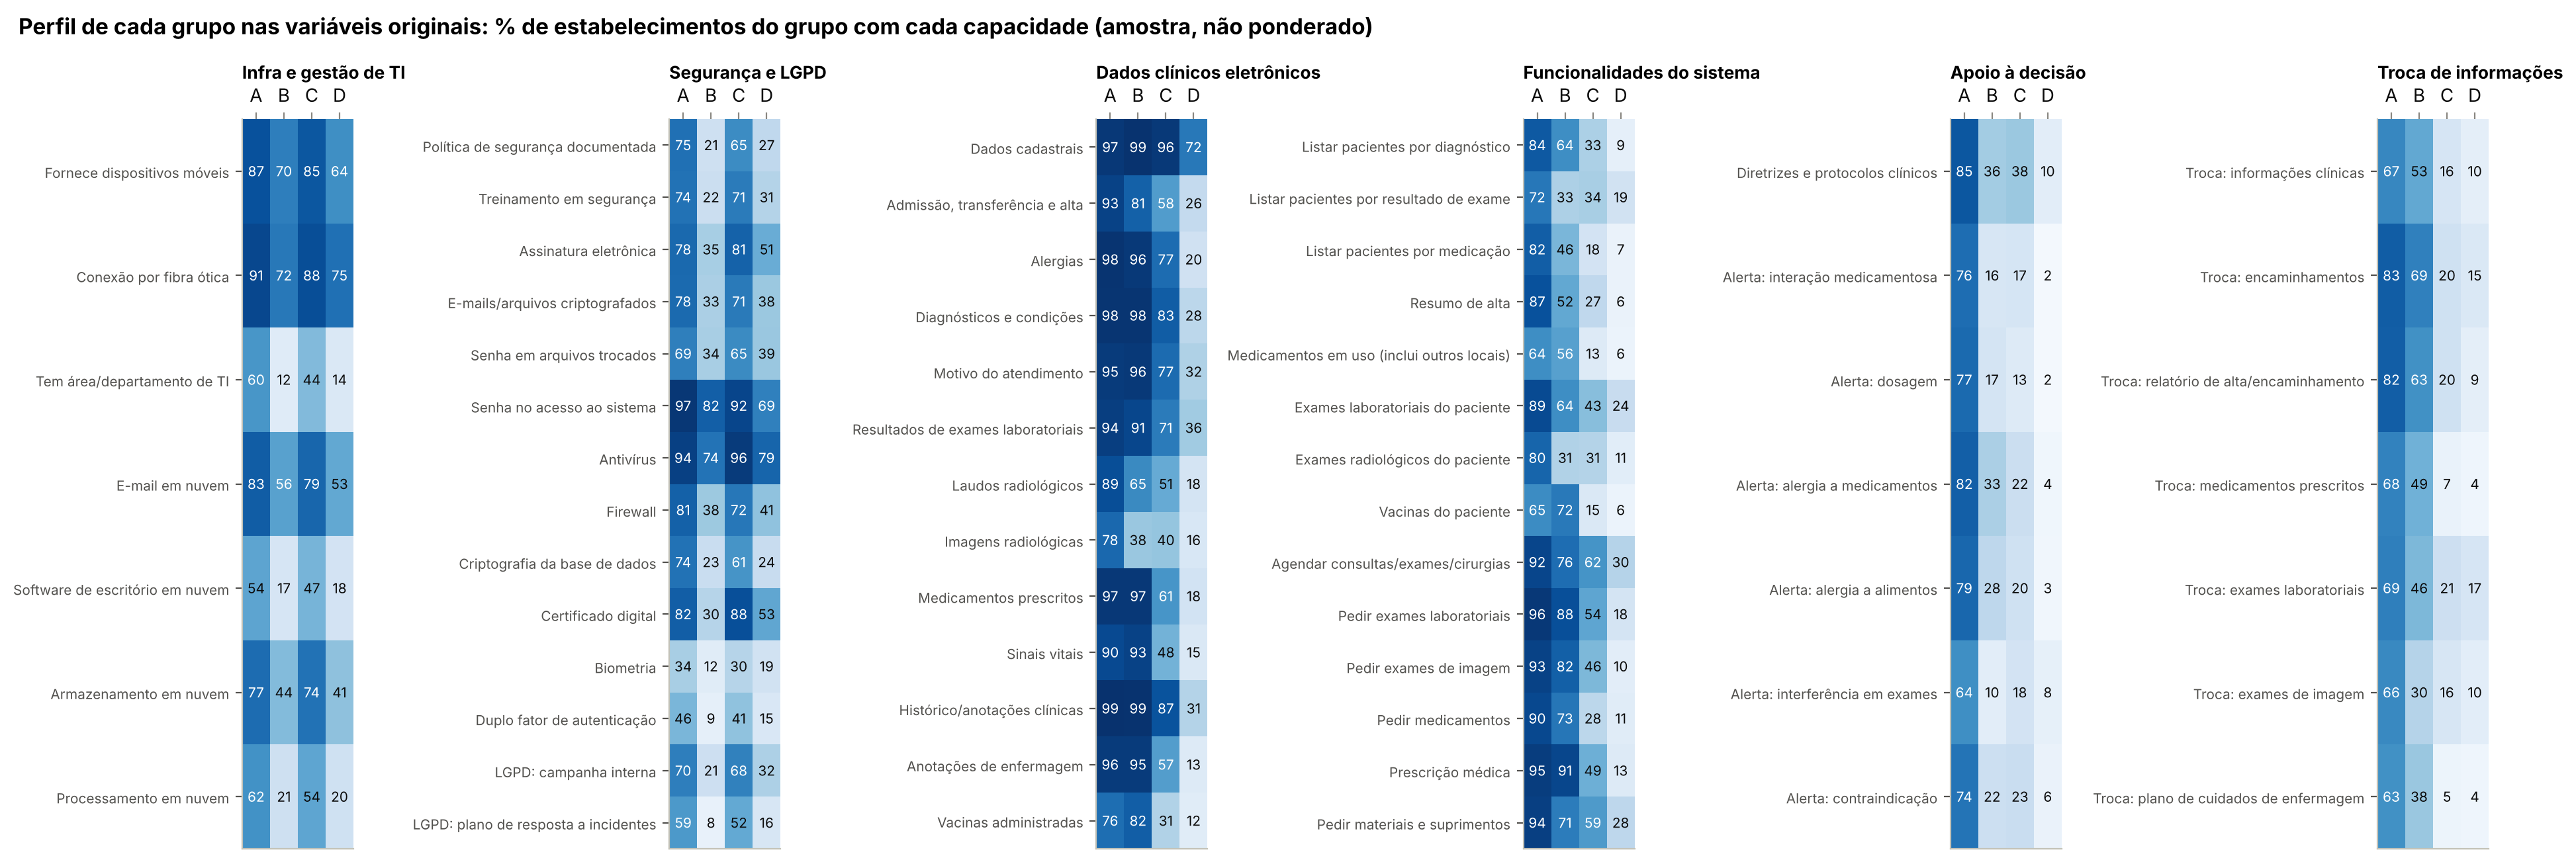 Perfil de cada grupo nas variáveis originais: % de estabelecimentos do grupo com cada capacidade (amostra, não ponderado)
Infra e gestão de TI
A B C D
Fornece dispositivos móveis 87 70 85 64
Conexão por fibra ótica 91 72 88 75
Tem área/departamento de TI 60 12 44 14
E-mail em nuvem 83 56 79 53
Software de escritório em nuvem 54 17 47 18
Armazenamento em nuvem 77 44 74 41
Processamento em nuvem 62 21 54 20
Segurança e LGPD
A B C D
Política de segurança documentada 75 21 65 27
Treinamento em segurança 74 22 71 31
Assinatura eletrônica 78 35 81 51
E-mails/arquivos criptografados 78 33 71 38
Senha em arquivos trocados 69 34 65 39
Senha no acesso ao sistema 97 82 92 69
Antivírus 94 74 96 79
Firewall 81 38 72 41
Criptografia da base de dados 74 23 61 24
Certificado digital 82 30 88 53
Biometria 34 12 30 19
Duplo fator de autenticação 46 9 41 15
LGPD: campanha interna 70 21 68 32
LGPD: plano de resposta a incidentes 59 8 52 16
Dados clínicos eletrônicos
A B C D
Dados cadastrais 97 99 96 72
Admissão, transferência e alta 93 81 58 26
Alergias 98 96 77 20
Diagnósticos e condições 98 98 83 28
Motivo do atendimento 95 96 77 32
Resultados de exames laboratoriais 94 91 71 36
Laudos radiológicos 89 65 51 18
Imagens radiológicas 78 38 40 16
Medicamentos prescritos 97 97 61 18
Sinais vitais 90 93 48 15
Histórico/anotações clínicas 99 99 87 31
Anotações de enfermagem 96 95 57 13
Vacinas administradas 76 82 31 12
Funcionalidades do sistema
A B C D
Listar pacientes por diagnóstico 84 64 33 9
Listar pacientes por resultado de exame 72 33 34 19
Listar pacientes por medicação 82 46 18 7
Resumo de alta 87 52 27 6
Medicamentos em uso (inclui outros locais) 64 56 13 6
Exames laboratoriais do paciente 89 64 43 24
Exames radiológicos do paciente 80 31 31 11
Vacinas do paciente 65 72 15 6
Agendar consultas/exames/cirurgias 92 76 62 30
Pedir exames laboratoriais 96 88 54 18
Pedir exames de imagem 93 82 46 10
Pedir medicamentos 90 73 28 11
Prescrição médica 95 91 49 13
Pedir materiais e suprimentos 94 71 59 28
Apoio à decisão
A B C D
Diretrizes e protocolos clínicos 85 36 38 10
Alerta: interação medicamentosa 76 16 17 2
Alerta: dosagem 77 17 13 2
Alerta: alergia a medicamentos 82 33 22 4
Alerta: alergia a alimentos 79 28 20 3
Alerta: interferência em exames 64 10 18 8
Alerta: contraindicação 74 22 23 6
Troca de informações
A B C D
Troca: informações clínicas 67 53 16 10
Troca: encaminhamentos 83 69 20 15
Troca: relatório de alta/encaminhamento 82 63 20 9
Troca: medicamentos prescritos 68 49 7 4
Troca: exames laboratoriais 69 46 21 17
Troca: exames de imagem 66 30 16 10
Troca: plano de cuidados de enfermagem 63 38 5 4